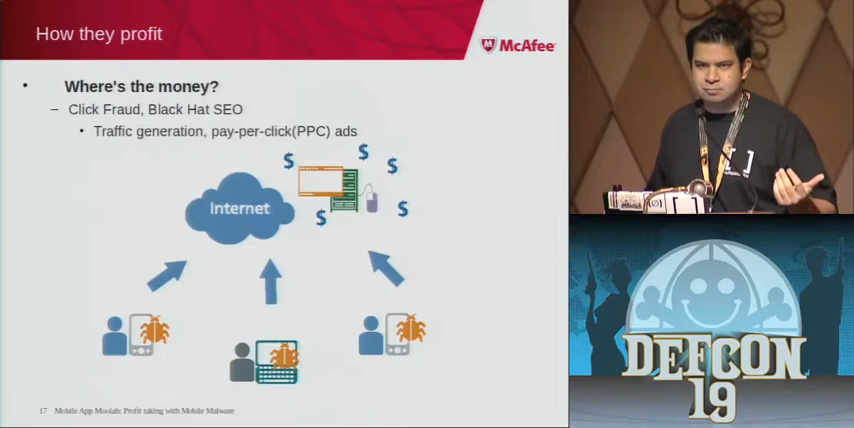 How they profit
McAfee
Where's the money?
– Click Fraud, Black Hat SEO
• Traffic generation, pay-per-click(PPC) ads
$ $ $
Internet
$ $
17 Mobile App Moolah: Profit taking with Mobile Malware
DEFCON
19